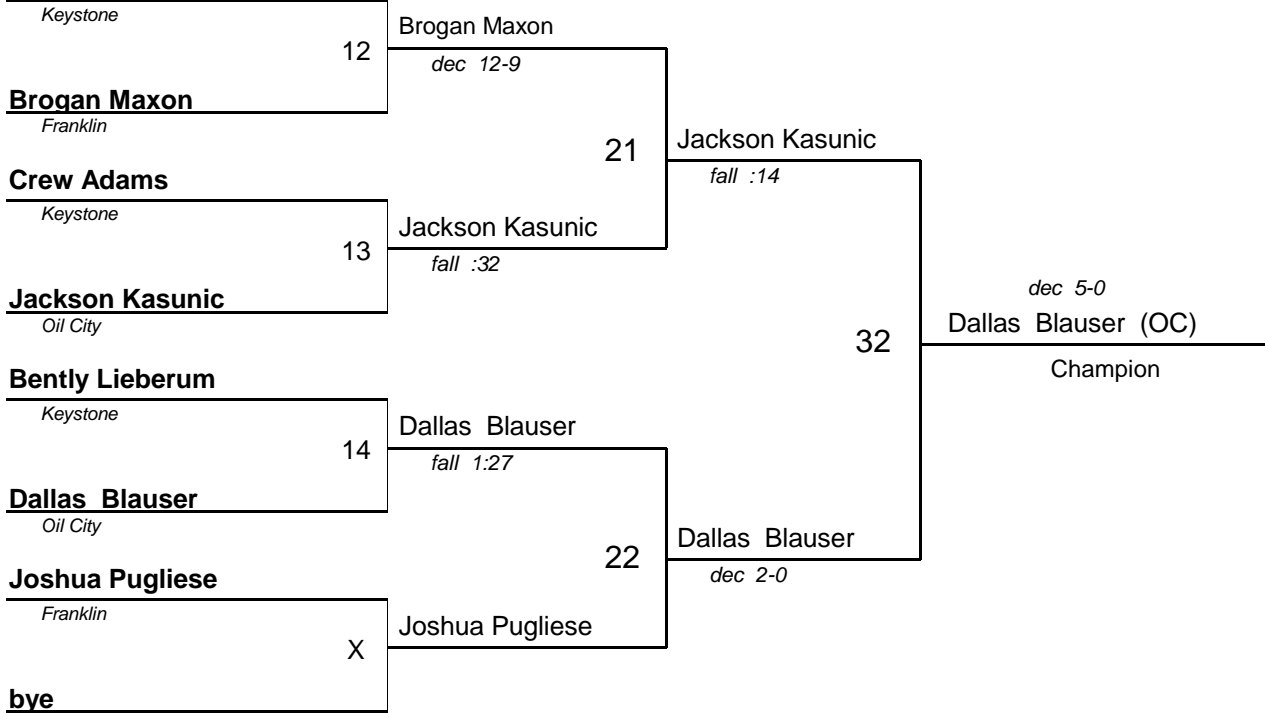 Keystone
Brogan Maxon
12
dec 12-9
Brogan Maxon
Franklin
Jackson Kasunic
21
fall :14
Crew Adams
Keystone
Jackson Kasunic
13
fall :32
dec 5-0
Jackson Kasunic
Oil City
Dallas Blauser (OC)
32
Champion
Bently Lieberum
Keystone
Dallas Blauser
14
fall 1:27
Dallas Blauser
Oil City
Dallas Blauser
22
dec 2-0
Joshua Pugliese
Franklin
Joshua Pugliese
X
bye